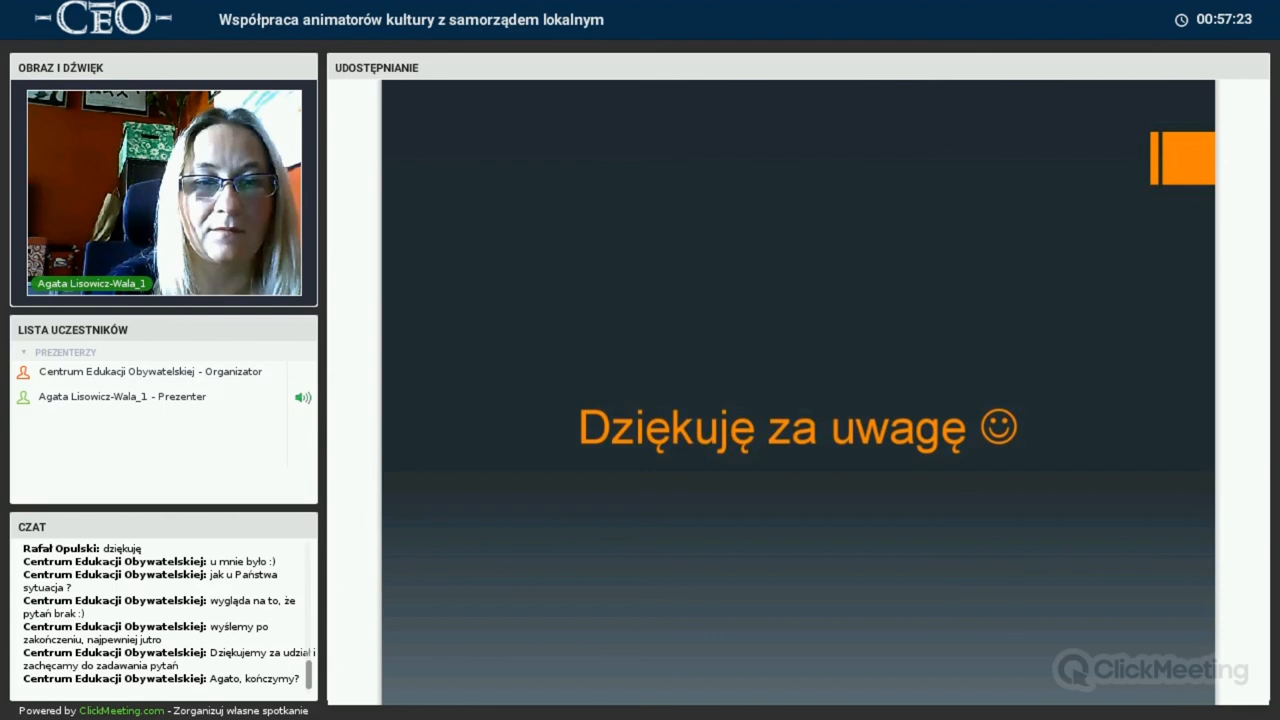 CEO
Współpraca animatorów kultury z samorządem lokalnym
00:57:23
OBRAZ I DŹWIĘK
Agata Lisowicz-Wala_1
LISTA UCZESTNIKÓW
PREZENTERZY
Centrum Edukacji Obywatelskiej - Organizator
Agata Lisowicz-Wala_1 - Prezenter
CZAT
Rafał Opulski: dziękuję
Centrum Edukacji Obywatelskiej: u mnie było :)
Centrum Edukacji Obywatelskiej: jak u Państwa
sytuacja ?
Centrum Edukacji Obywatelskiej: wygląda na to, że
pytań brak :)
Centrum Edukacji Obywatelskiej: wyślemy po
zakończeniu, najpewniej jutro
Centrum Edukacji Obywatelskiej: Dziękujemy za udział i
zachęcamy do zadawania pytań
Centrum Edukacji Obywatelskiej: Agato, kończymy?
Powered by ClickMeeting.com - Zorganizuj własne spotkanie
UDOSTĘPNIANIE
Dziękuję za uwagę ☺
ClickMeeting